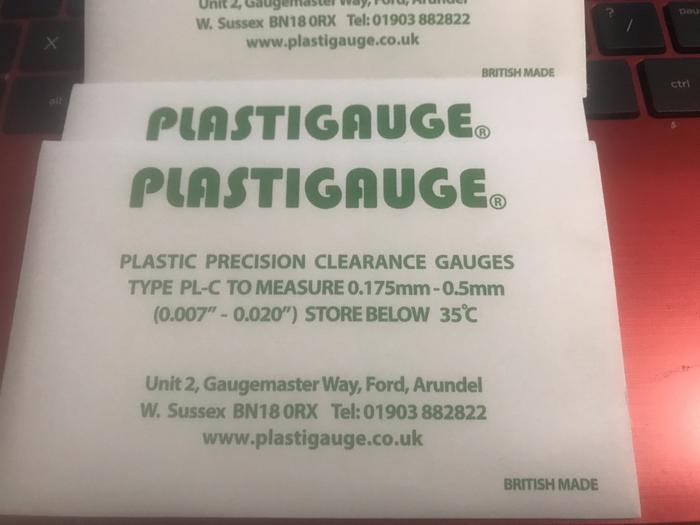 Unit 2, Gaugemaster Way, Ford, Arundel
W. Sussex BN18 0RX Tel: 01903 882822
www.plastigauge.co.uk
BRITISH MADE
PLASTIGAUGE®
PLASTIGAUGE®
PLASTIC PRECISION CLEARANCE GAUGES
TYPE PL-C TO MEASURE 0.175mm - 0.5mm
(0.007" - 0.020") STORE BELOW 35°C
Unit 2, Gaugemaster Way, Ford, Arundel
W. Sussex BN18 0RX Tel: 01903 882822
www.plastigauge.co.uk
BRITISH MADE
X
alt
? /
ctrl